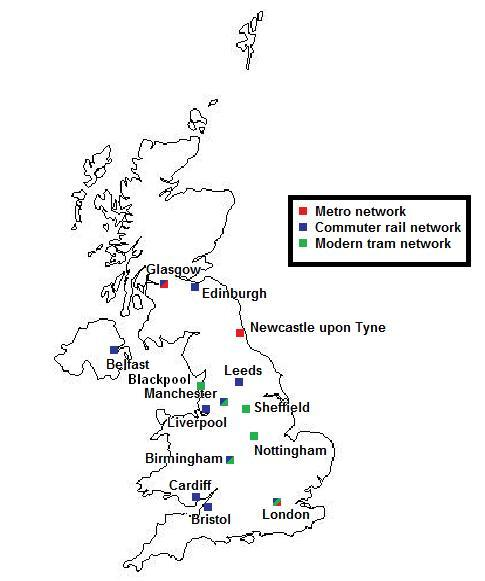 Metro network
Commuter rail network
Modern tram network
Glasgow
Edinburgh
Newcastle upon Tyne
Belfast
Leeds
Blackpool
Manchester
Sheffield
Liverpool
Nottingham
Birmingham
Cardiff
London
Bristol